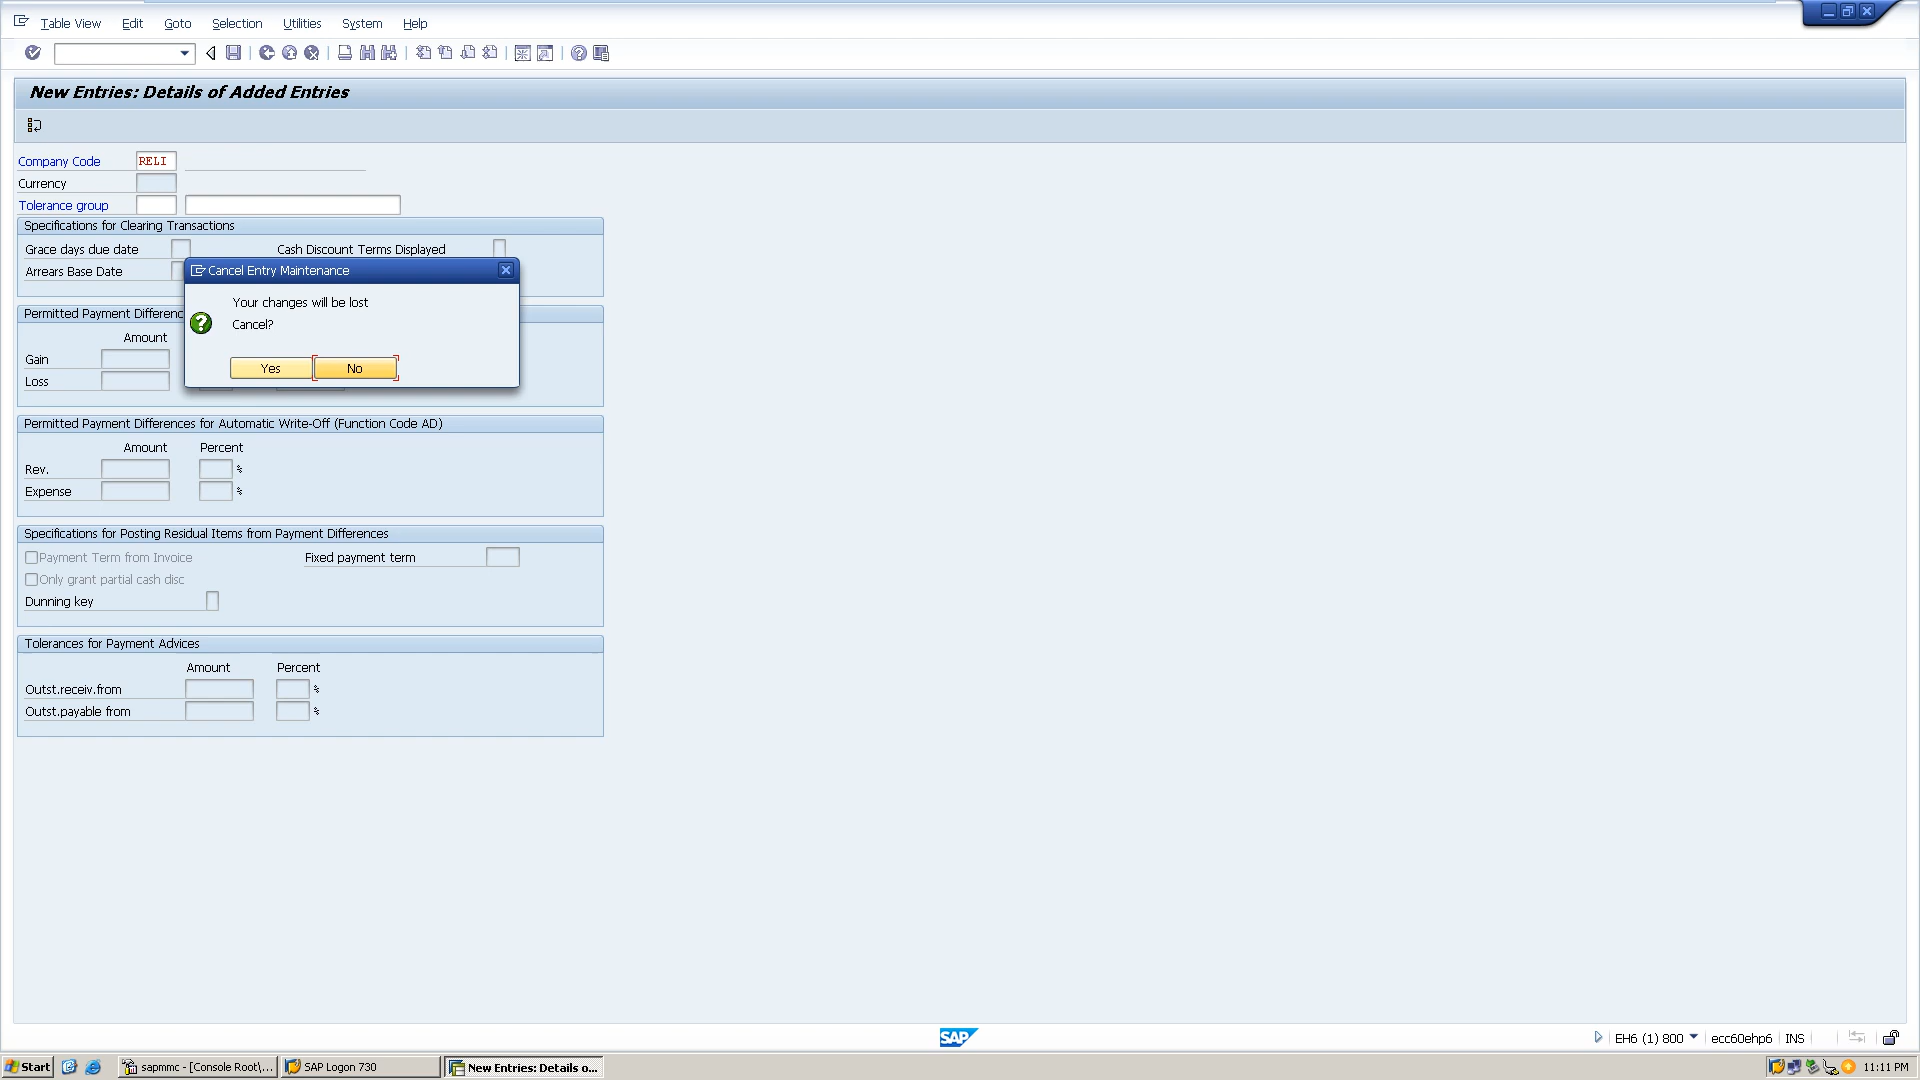 Table View Edit Goto Selection Utilities System Help
New Entries: Details of Added Entries
Company Code RELI
Currency
Tolerance group
Specifications for Clearing Transactions
Grace days due date Cash Discount Terms Displayed
Arrears Base Date
Cancel Entry Maintenance
Your changes will be lost
Cancel?
Yes No
Permitted Payment Differenc
Amount
Gain
Loss
Permitted Payment Differences for Automatic Write-Off (Function Code AD)
Amount Percent
Rev. %
Expense %
Specifications for Posting Residual Items from Payment Differences
Payment Term from Invoice Fixed payment term
Only grant partial cash disc
Dunning key
Tolerances for Payment Advices
Amount Percent
Outst.receiv.from %
Outst.payable from %
SAP EH6 (1) 800 ecc60ehp6 INS
Start sapmmc - [Console Root\... SAP Logon 730 New Entries: Details o... 11:11 PM